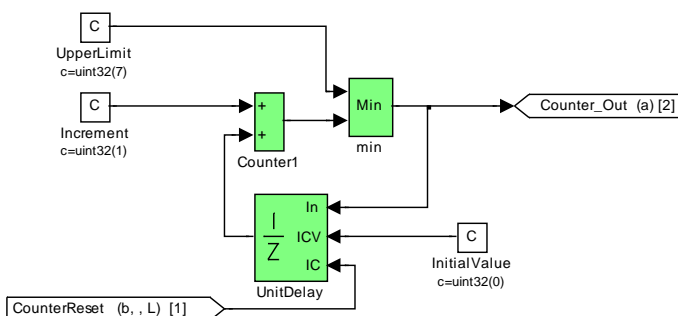 C
UpperLimit
c=uint32(7)
C
Increment
c=uint32(1)
+
+
Counter1
Min
min
Counter_Out (a) [2]
In
ICV
IC
1
Z
UnitDelay
C
InitialValue
c=uint32(0)
CounterReset (b, , L) [1]